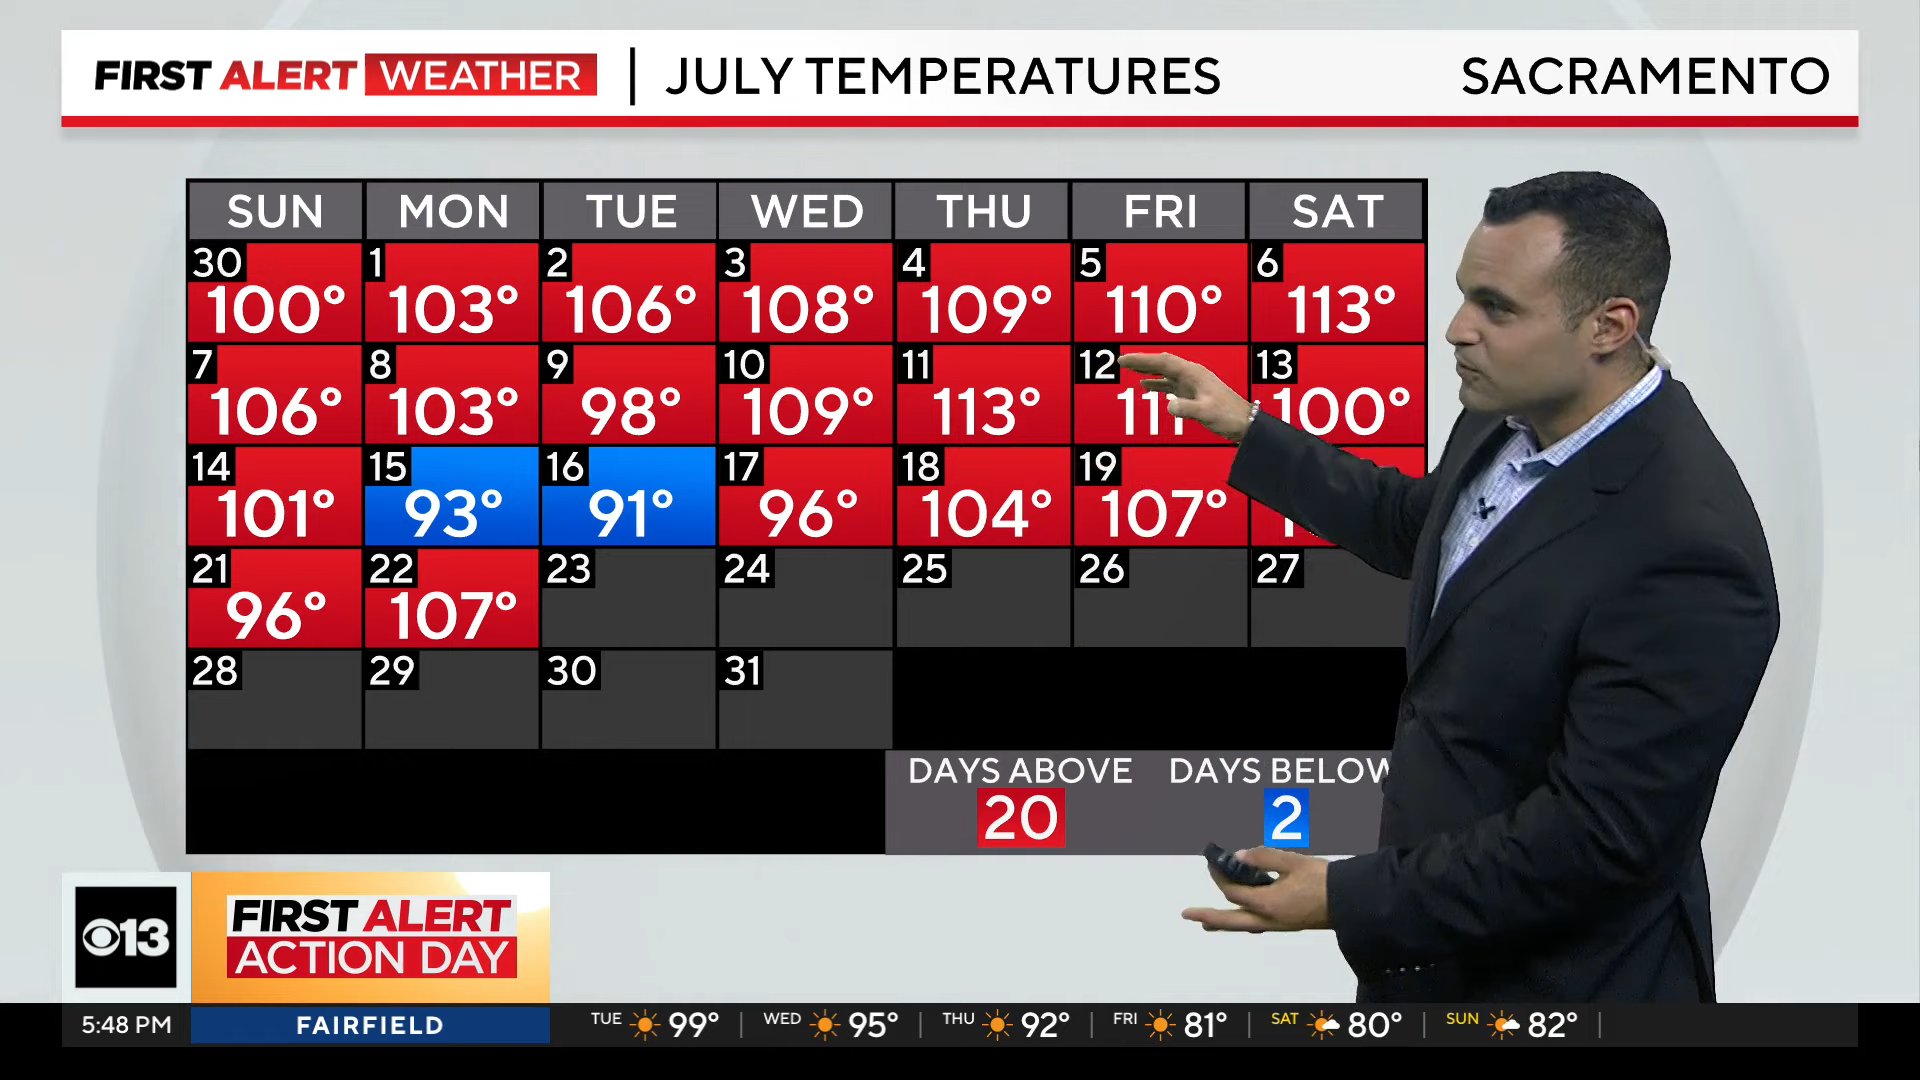 FIRST ALERT WEATHER | JULY TEMPERATURES SACRAMENTO
SUN MON TUE WED THU FRI SAT
30 1 2 3 4 5 6
100° 103° 106° 108° 109° 110° 113°
7 8 9 10 11 12 13
106° 103° 98° 109° 113° 111 100°
14 15 16 17 18 19
101° 93° 91° 96° 104° 107°
21 22 23 24 25 26 27
96° 107°
28 29 30 31
DAYS ABOVE DAYS BELOW
20 2
13
FIRST ALERT
ACTION DAY
5:48 PM FAIRFIELD TUE 99° | WED 95° | THU 92° | FRI 81° | SAT 80° | SUN 82° |